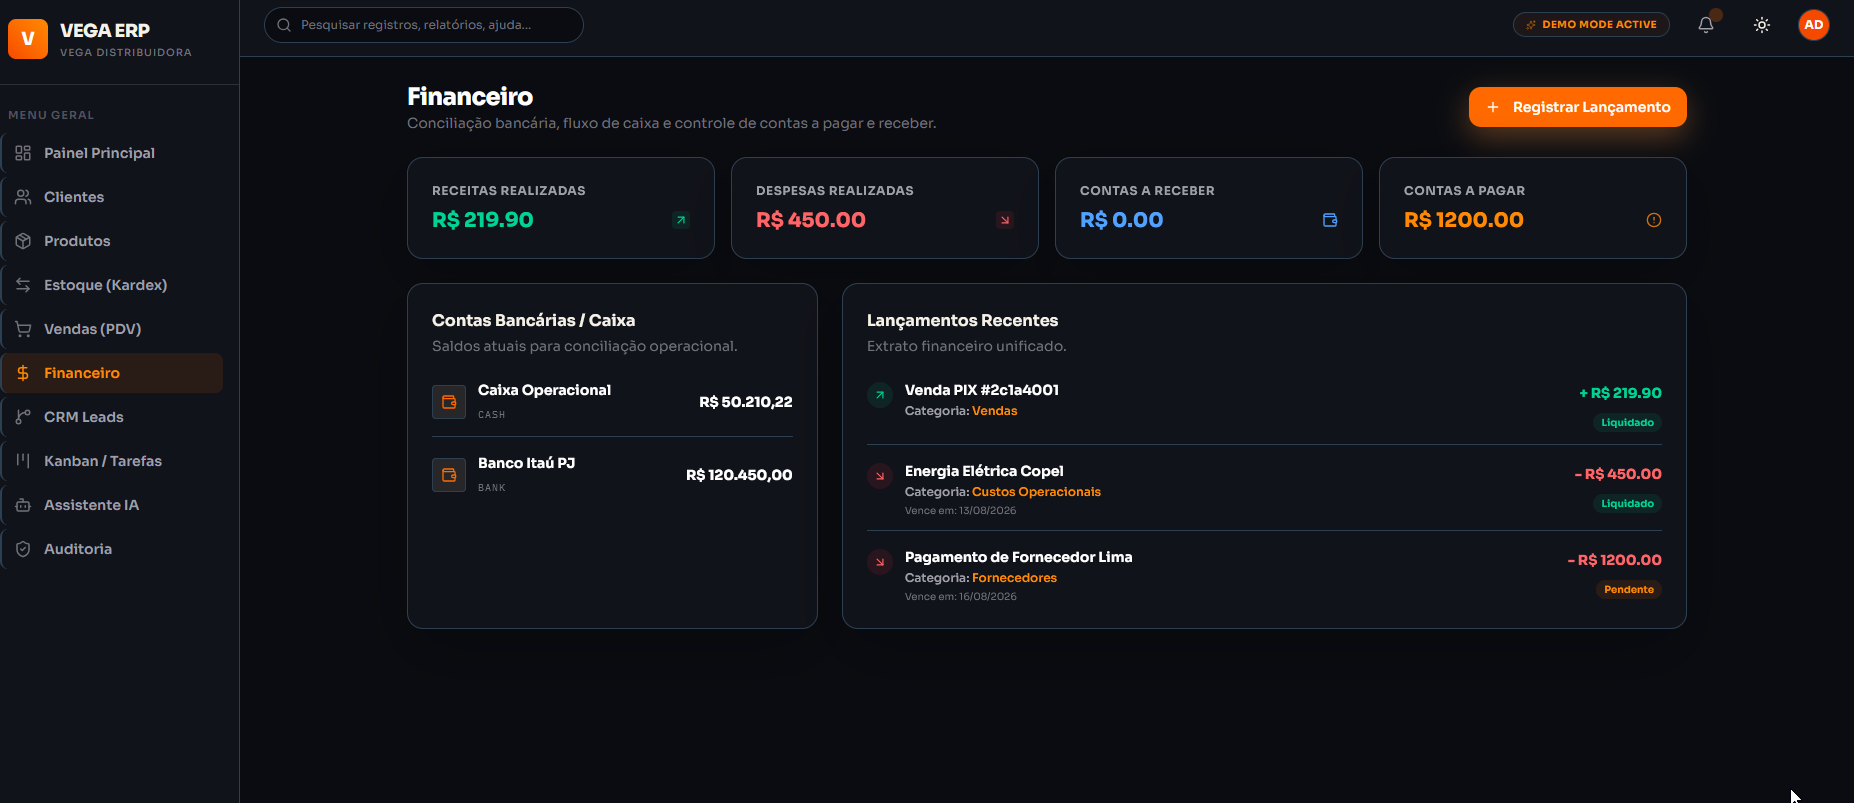 V
VEGA ERP
VEGA DISTRIBUIDORA
Pesquisar registros, relatórios, ajuda...
DEMO MODE ACTIVE
AD
MENU GERAL
Painel Principal
Clientes
Produtos
Estoque (Kardex)
Vendas (PDV)
Financeiro
CRM Leads
Kanban / Tarefas
Assistente IA
Auditoria
Financeiro
Conciliação bancária, fluxo de caixa e controle de contas a pagar e receber.
+ Registrar Lançamento
RECEITAS REALIZADAS
R$ 219.90
DESPESAS REALIZADAS
R$ 450.00
CONTAS A RECEBER
R$ 0.00
CONTAS A PAGAR
R$ 1200.00
Contas Bancárias / Caixa
Saldos atuais para conciliação operacional.
Caixa Operacional
CASH
R$ 50.210,22
Banco Itaú PJ
BANK
R$ 120.450,00
Lançamentos Recentes
Extrato financeiro unificado.
Venda PIX #2c1a4001
Categoria: Vendas
+ R$ 219.90
Liquidado
Energia Elétrica Copel
Categoria: Custos Operacionais
Vence em: 13/08/2026
- R$ 450.00
Liquidado
Pagamento de Fornecedor Lima
Categoria: Fornecedores
Vence em: 16/08/2026
- R$ 1200.00
Pendente